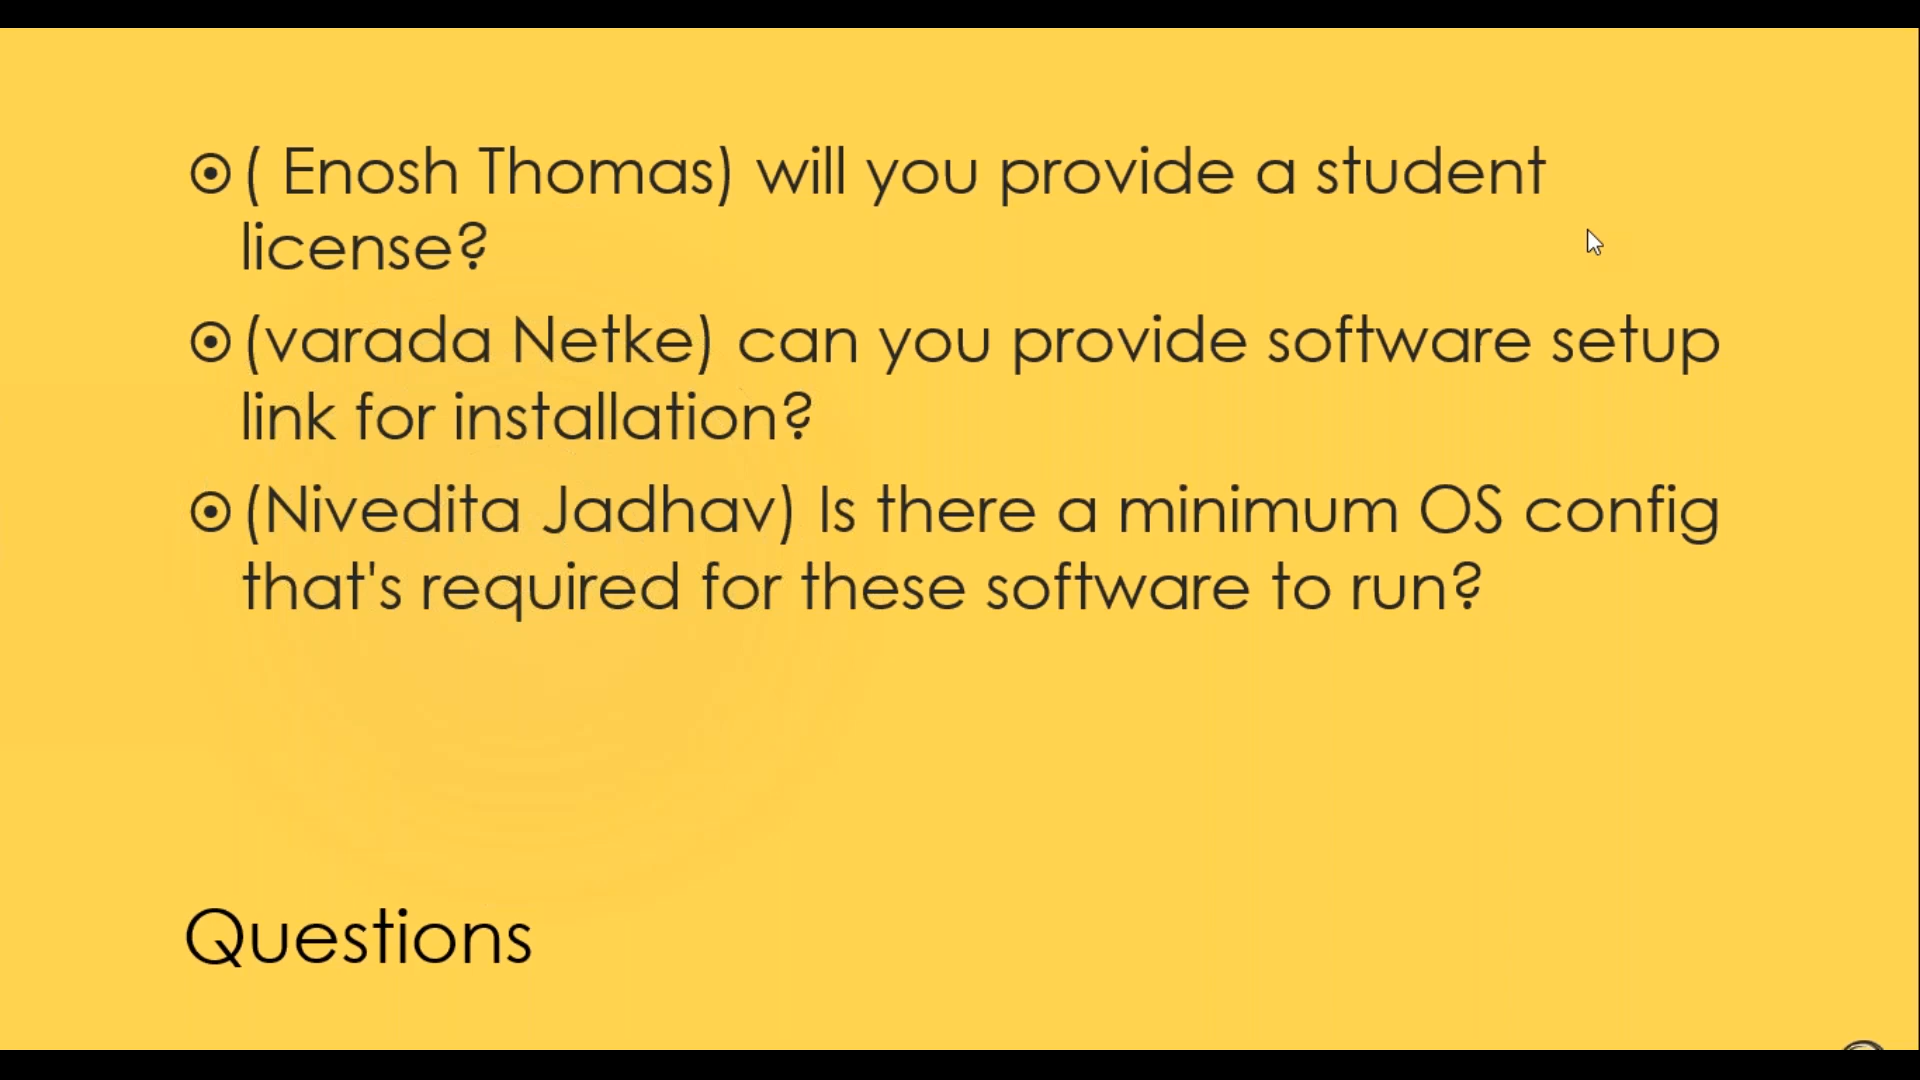 ( Enosh Thomas) will you provide a student
license?
(varada Netke) can you provide software setup
link for installation?
(Nivedita Jadhav) Is there a minimum OS config
that's required for these software to run?
Questions